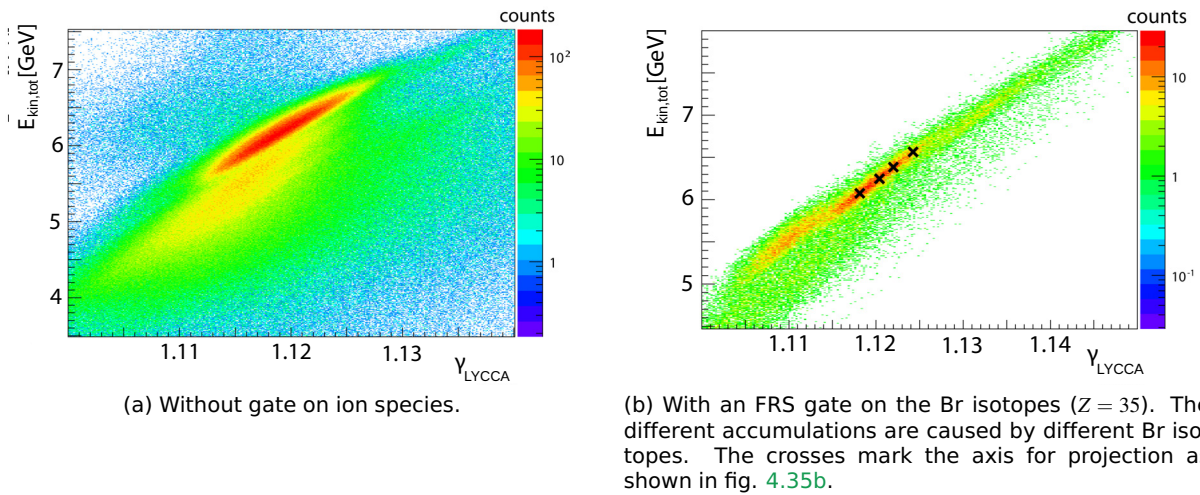 counts
E_kin,tot [GeV]
7
6
5
4
10²
10
1
1.11 1.12 1.13
γ_LYCCA
(a) Without gate on ion species.
counts
E_kin,tot [GeV]
7
6
5
10
1
10⁻¹
1.11 1.12 1.13 1.14
γ_LYCCA
(b) With an FRS gate on the Br isotopes (Z = 35).
different accumulations are caused by different Br iso-
topes. The crosses mark the axis for projection
shown in fig. 4.35b.